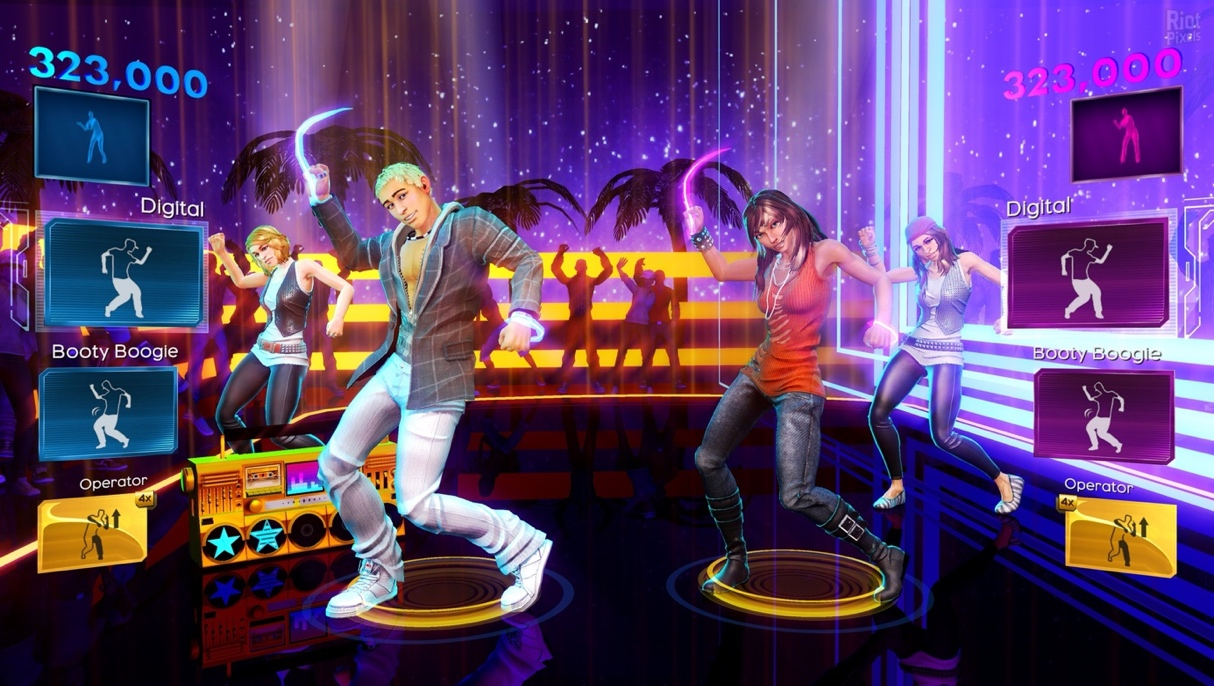 Riot
Pixels
323,000
323,000
Digital
Digital
Booty Boogie
Booty Boogie
Operator
4x
Operator
4x